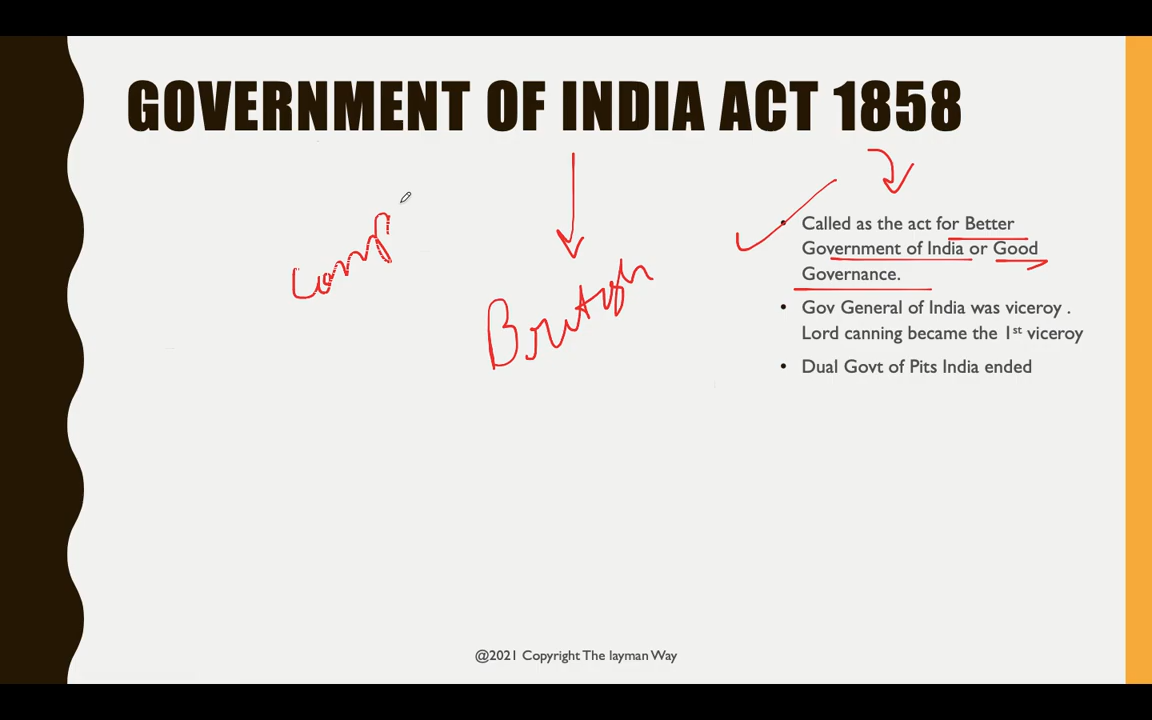 GOVERNMENT OF INDIA ACT 1858
Comp
• Called as the act for Better
Government of India or Good
Governance.
• Gov General of India was viceroy .
Lord canning became the 1st viceroy
• Dual Govt of Pits India ended
@2021 Copyright The layman Way